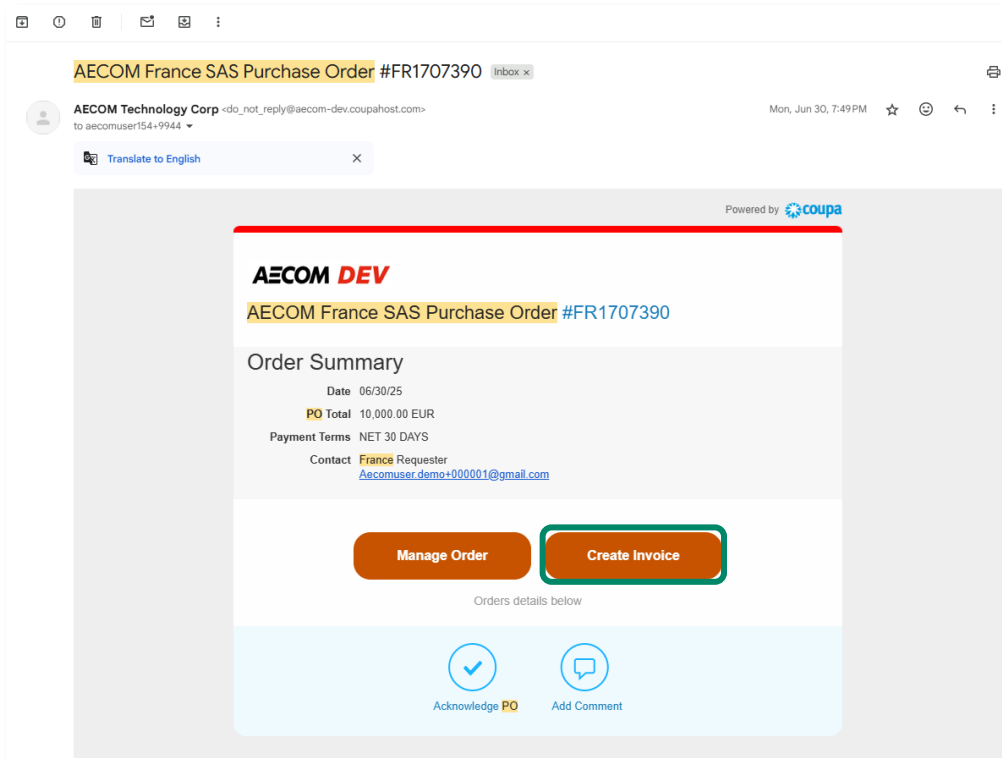 AECOM France SAS Purchase Order #FR1707390 Inbox ×
AECOM Technology Corp <do_not_reply@aecom-dev.coupahost.com> Mon, Jun 30, 7:49 PM
to aecomuser154+9944
Translate to English
Powered by coupa
AECOM DEV
AECOM France SAS Purchase Order #FR1707390
Order Summary
Date 06/30/25
PO Total 10,000.00 EUR
Payment Terms NET 30 DAYS
Contact France Requester
Aecomuser.demo+000001@gmail.com
Manage Order Create Invoice
Orders details below
Acknowledge PO Add Comment